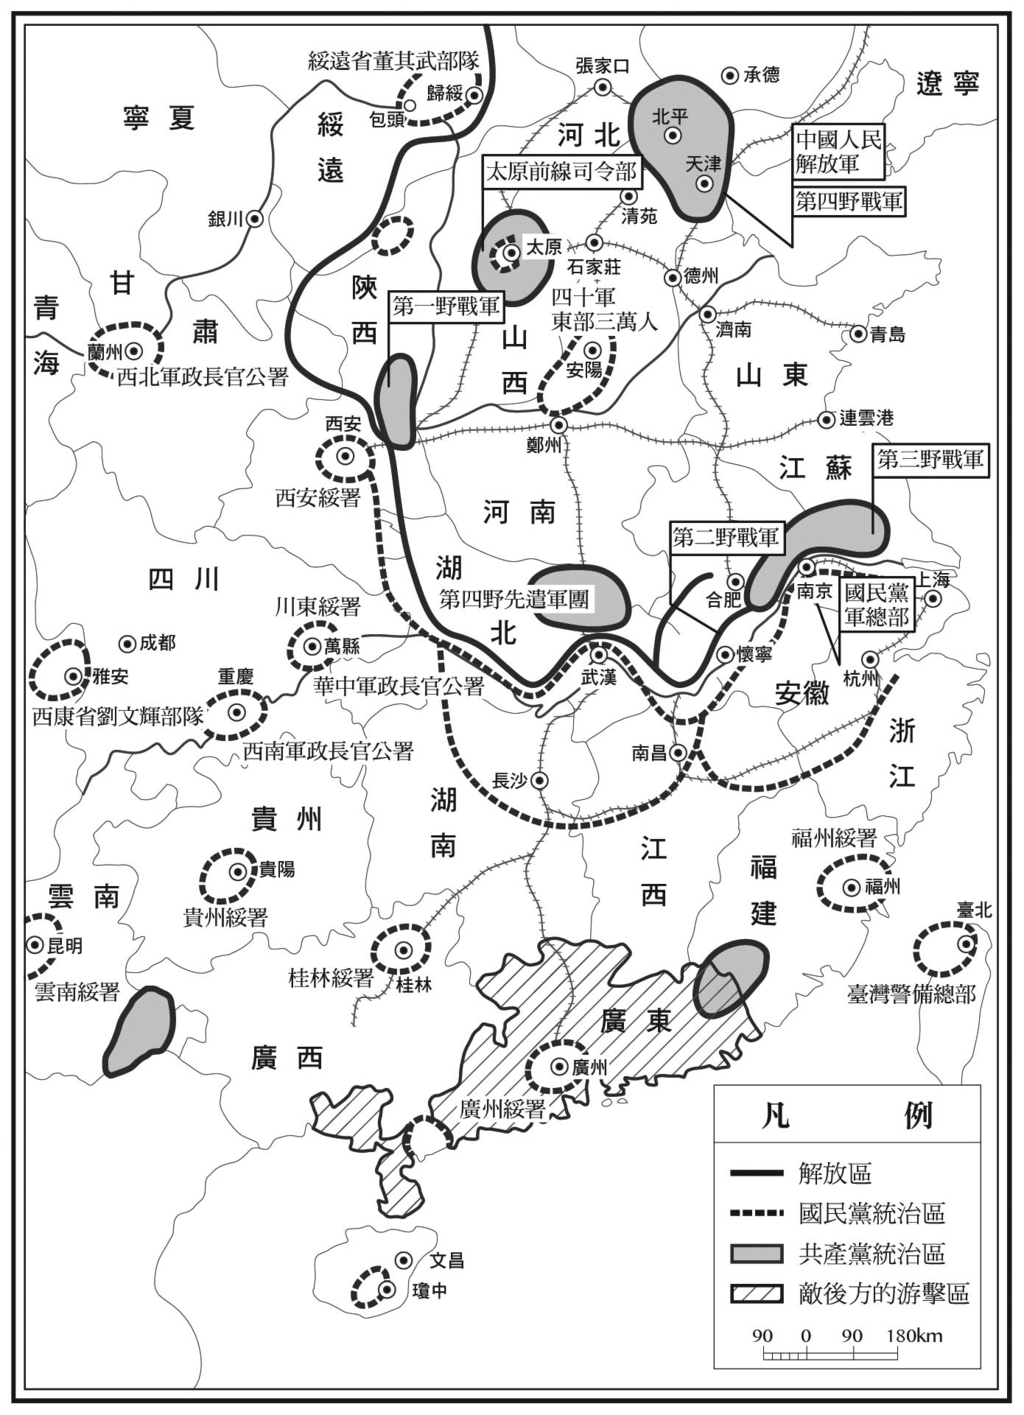 綏遠省董其武部隊
歸綏
包頭
張家口
承德
遼寧
寧夏
綏遠
河北
北平
天津
中國人民
解放軍
第四野戰軍
太原前線司令部
清苑
銀川
太原
石家莊
德州
甘肅
青海
陝西
第一野戰軍
四十軍
東部三萬人
濟南
青島
蘭州
西北軍政長官公署
山西
安陽
山東
西安
鄭州
連雲港
西安綏署
江蘇
第三野戰軍
河南
第二野戰軍
四川
湖北
第四野先遣軍團
合肥
南京
國民黨
軍總部
上海
川東綏署
成都
萬縣
雅安
重慶
華中軍政長官公署
武漢
懷寧
杭州
西康省劉文輝部隊
安徽
西南軍政長官公署
南昌
浙江
長沙
湖南
貴州
江西
福州綏署
福建
貴陽
福州
雲南
貴州綏署
臺北
昆明
桂林綏署
桂林
雲南綏署
臺灣警備總部
廣東
廣西
廣州
廣州綏署
文昌
瓊中
凡例
解放區
國民黨統治區
共產黨統治區
敵後方的游擊區
90 0 90 180km